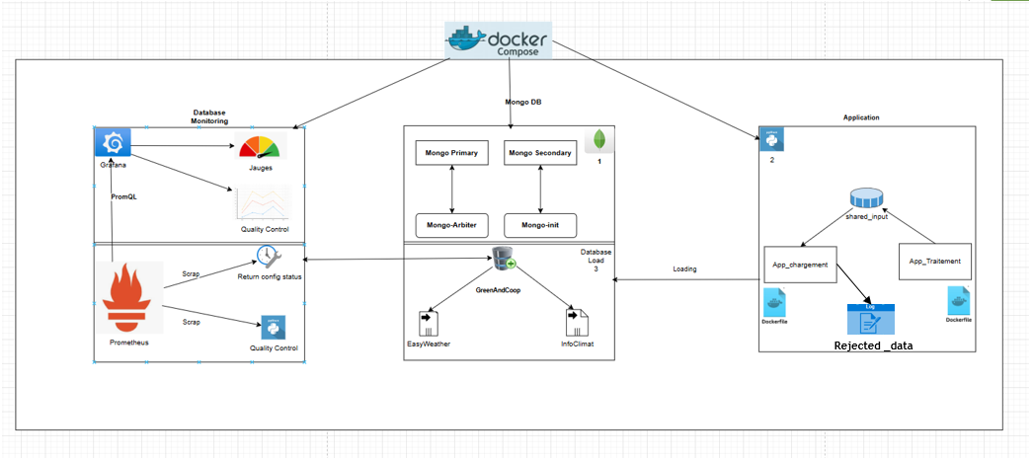 docker
Compose
Database
Monitoring
Grafana
Jauges
PromQL
Quality Control
Scrap
Return config status
Scrap
Prometheus
Quality Control
Mongo DB
1
Mongo Primary
Mongo Secondary
Mongo-Arbiter
Mongo-init
Database
Load
3
GreenAndCoop
EasyWeather
InfoClimat
Loading
Application
2
shared_input
App_chargement
App_Traitement
Dockerfile
Log
Dockerfile
Rejected _data